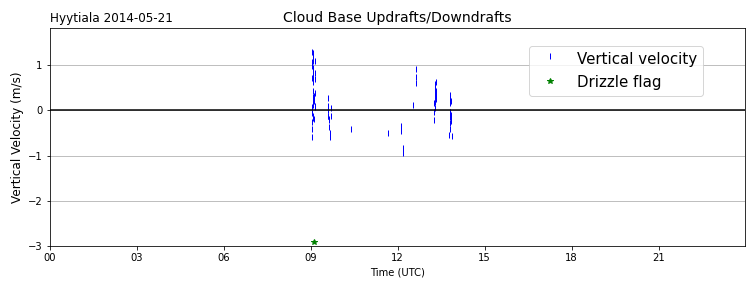 Hyytiala 2014-05-21
Cloud Base Updrafts/Downdrafts
Vertical Velocity (m/s)
1
0
−1
−2
−3
Vertical velocity
Drizzle flag
00 03 06 09 12 15 18 21
Time (UTC)